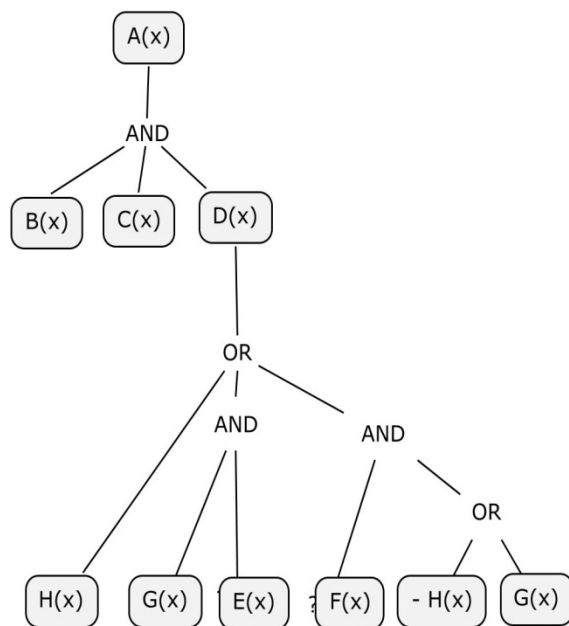 A(x)
AND
B(x) C(x) D(x)
OR
AND
AND
OR
H(x) G(x) E(x) ? F(x) - H(x) G(x)